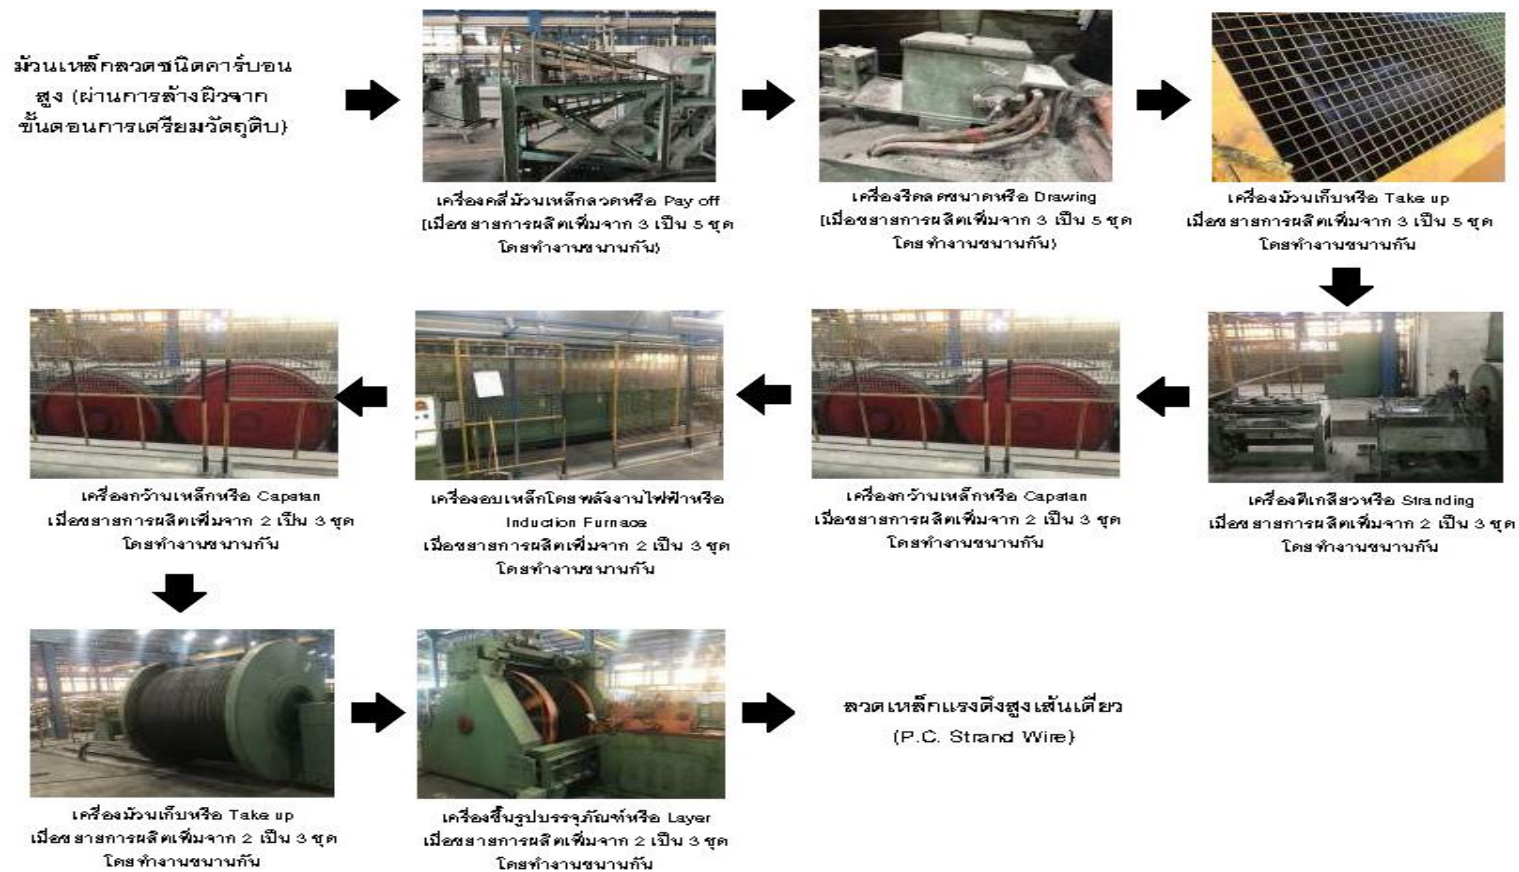 ม้วนเหล็กลวดชนิดคาร์บอน
สูง (ผ่านการล้างผิวจาก
ขั้นตอนการเตรียมวัตถุดิบ)
เครื่องคลี่ม้วนเหล็กลวดหรือ Pay off
[เมื่อขยายการผลิตเพิ่มจาก 3 เป็น 5 ชุด
โดยทำงานขนานกัน)
เครื่องรีดลดขนาดหรือ Drawing
[เมื่อขยายการผลิตเพิ่มจาก 3 เป็น 5 ชุด
โดยทำงานขนานกัน)
เครื่องม้วนเก็บหรือ Take up
เมื่อขยายการผลิตเพิ่มจาก 3 เป็น 5 ชุด
โดยทำงานขนานกัน
เครื่องกว้านเหล็กหรือ Capstan
เมื่อขยายการผลิตเพิ่มจาก 2 เป็น 3 ชุด
โดยทำงานขนานกัน
เครื่องอบเหล็กโดยพลังงานไฟฟ้าหรือ
Induction Furnace
เมื่อขยายการผลิตเพิ่มจาก 2 เป็น 3 ชุด
โดยทำงานขนานกัน
เครื่องกว้านเหล็กหรือ Capstan
เมื่อขยายการผลิตเพิ่มจาก 2 เป็น 3 ชุด
โดยทำงานขนานกัน
เครื่องตีเกลียวหรือ Stranding
เมื่อขยายการผลิตเพิ่มจาก 2 เป็น 3 ชุด
โดยทำงานขนานกัน
เครื่องม้วนเก็บหรือ Take up
เมื่อขยายการผลิตเพิ่มจาก 2 เป็น 3 ชุด
โดยทำงานขนานกัน
เครื่องขึ้นรูปบรรจุภัณฑ์หรือ Layer
เมื่อขยายการผลิตเพิ่มจาก 2 เป็น 3 ชุด
โดยทำงานขนานกัน
ลวดเหล็กแรงดึงสูงเส้นเดี่ยว
(P.C. Strand Wire)